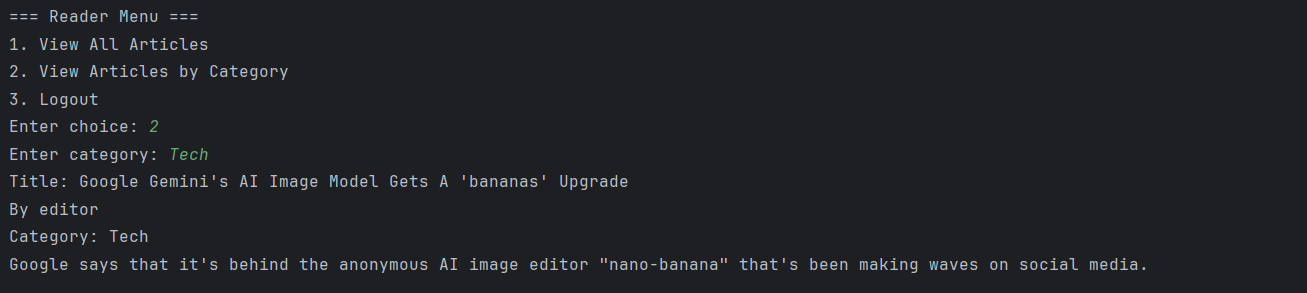 === Reader Menu ===
1. View All Articles
2. View Articles by Category
3. Logout
Enter choice: 2
Enter category: Tech
Title: Google Gemini's AI Image Model Gets A 'bananas' Upgrade
By editor
Category: Tech
Google says that it's behind the anonymous AI image editor "nano-banana" that's been making waves on social media.